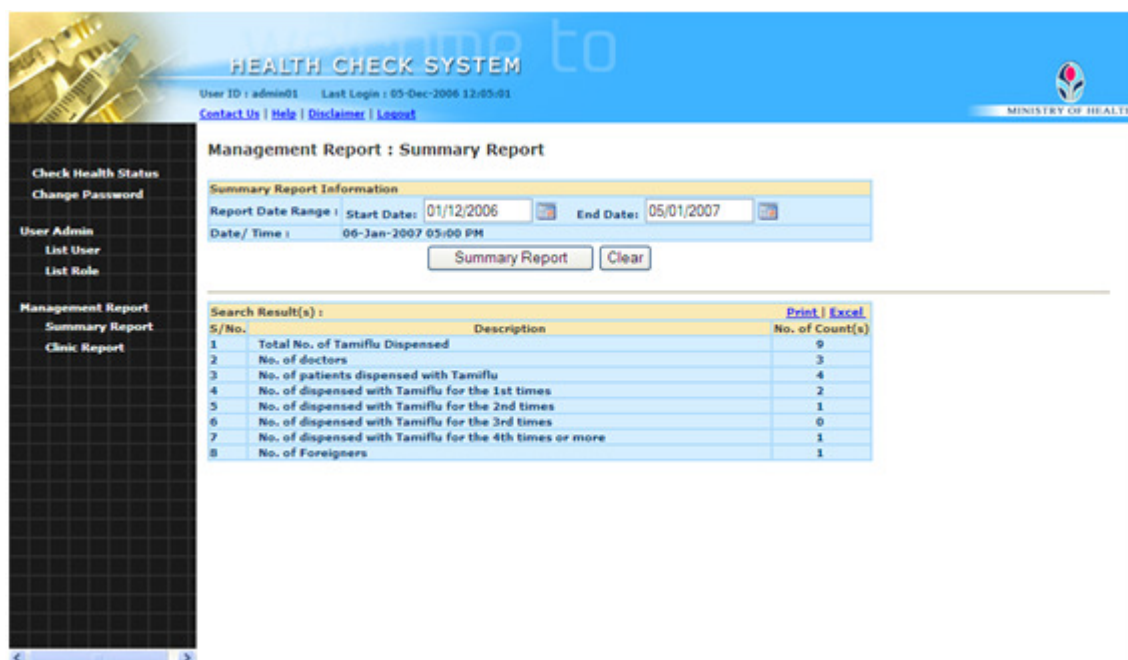 welcome to
HEALTH CHECK SYSTEM
User ID : admin01 Last Login : 05-Dec-2006 12:05:01
Contact Us | Help | Disclaimer | Logout
MINISTRY OF HEALTH
Check Health Status
Change Password
User Admin
List User
List Role
Management Report
Summary Report
Clinic Report
Management Report : Summary Report
Summary Report Information
Report Date Range : Start Date: 01/12/2006 End Date: 05/01/2007
Date/ Time : 06-Jan-2007 05:00 PM
Summary Report Clear
Search Result(s) : Print | Excel
S/No. Description No. of Count(s)
1 Total No. of Tamiflu Dispensed 9
2 No. of doctors 3
3 No. of patients dispensed with Tamiflu 4
4 No. of dispensed with Tamiflu for the 1st times 2
5 No. of dispensed with Tamiflu for the 2nd times 1
6 No. of dispensed with Tamiflu for the 3rd times 0
7 No. of dispensed with Tamiflu for the 4th times or more 1
8 No. of Foreigners 1